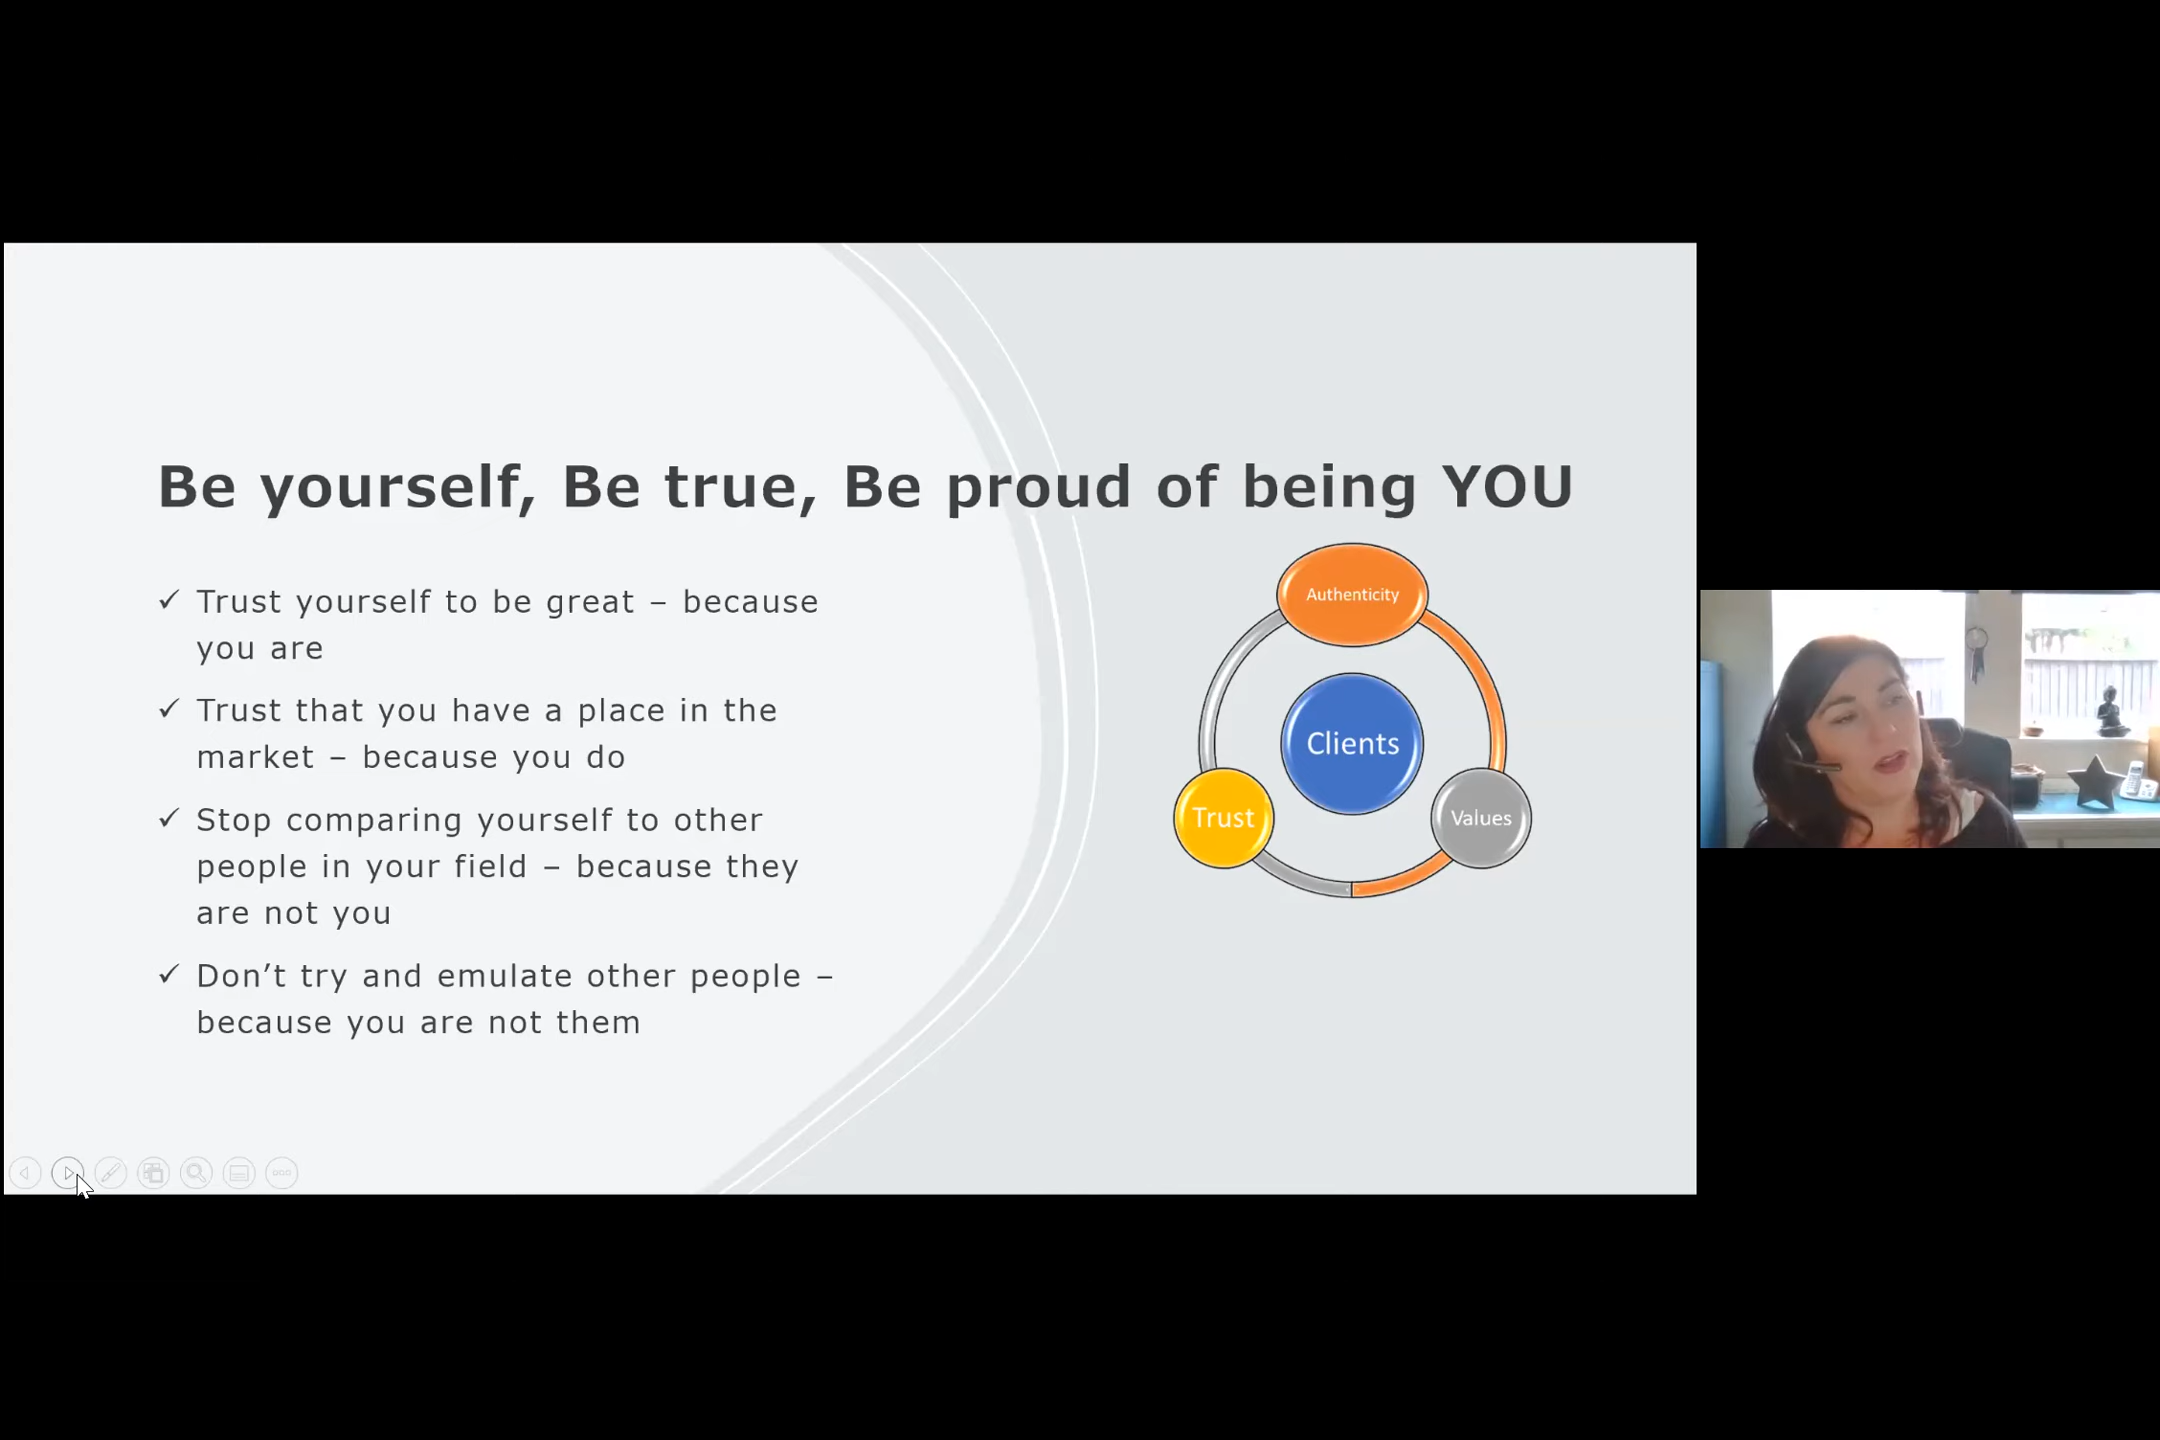 Be yourself, Be true, Be proud of being YOU
Trust yourself to be great – because
you are
Trust that you have a place in the
market – because you do
Stop comparing yourself to other
people in your field – because they
are not you
Don’t try and emulate other people –
because you are not them
Authenticity
Clients
Trust
Values